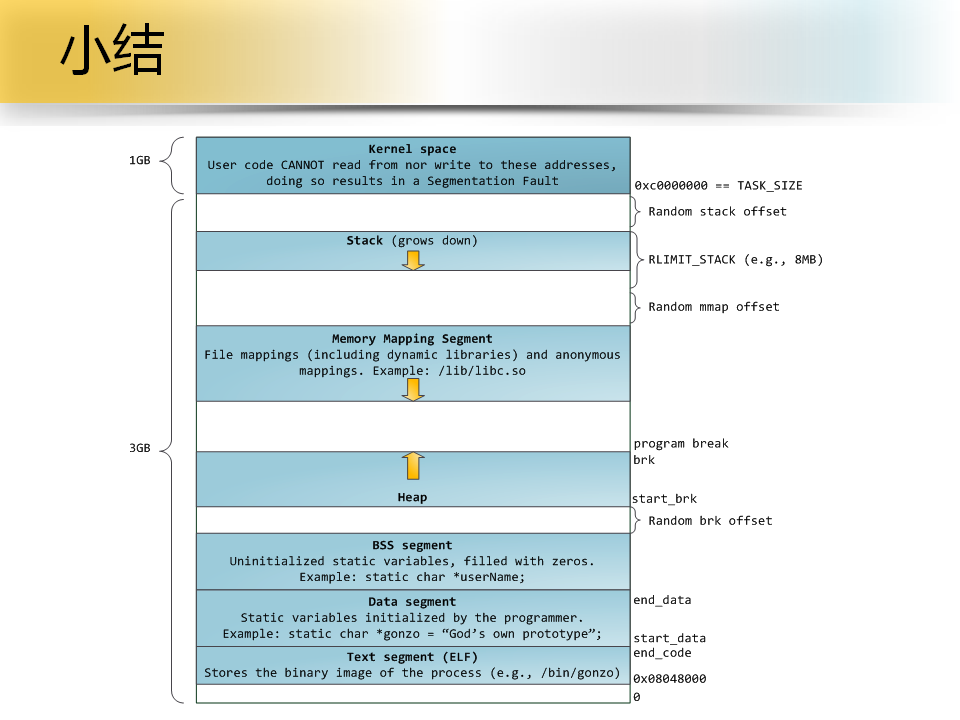 小结
1GB
Kernel space
User code CANNOT read from nor write to these addresses,
doing so results in a Segmentation Fault
0xc0000000 == TASK_SIZE
Random stack offset
Stack (grows down)
RLIMIT_STACK (e.g., 8MB)
Random mmap offset
Memory Mapping Segment
File mappings (including dynamic libraries) and anonymous
mappings. Example: /lib/libc.so
3GB
program break
brk
Heap
start_brk
Random brk offset
BSS segment
Uninitialized static variables, filled with zeros.
Example: static char *userName;
Data segment
Static variables initialized by the programmer.
Example: static char *gonzo = “God’s own prototype”;
end_data
start_data
end_code
Text segment (ELF)
Stores the binary image of the process (e.g., /bin/gonzo)
0x08048000
0